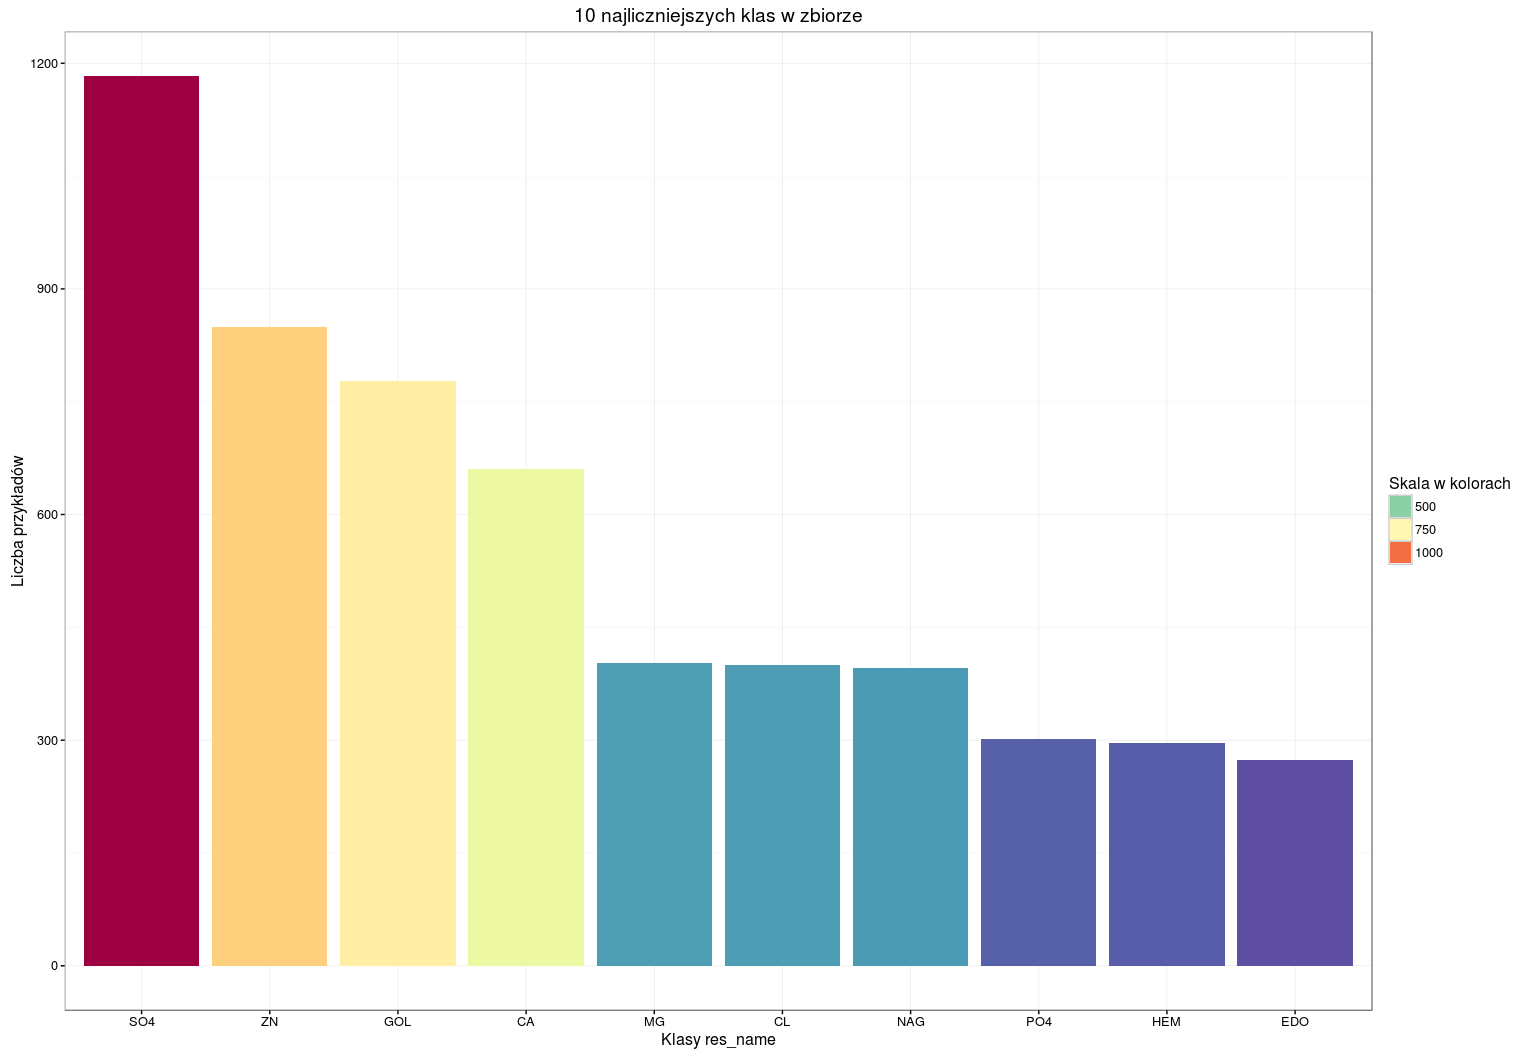 10 najliczniejszych klas w zbiorze
Liczba przykładów
1200
900
600
300
0
SO4 ZN GOL CA MG CL NAG PO4 HEM EDO
Klasy res_name
Skala w kolorach
500
750
1000